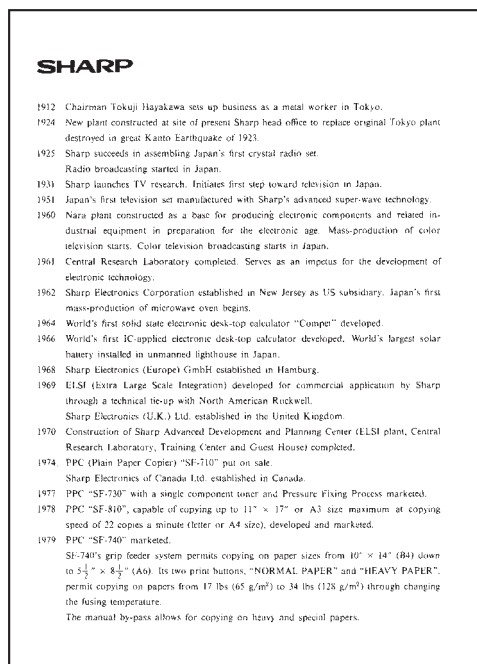 SHARP
1912 Chairman Tokuji Hayakawa sets up business as a metal worker in Tokyo.
1924 New plant constructed at site of present Sharp head office to replace original Tokyo plant
destroyed in great Kanto Earthquake of 1923.
1925 Sharp succeeds in assembling Japan's first crystal radio set.
Radio broadcasting started in Japan.
1931 Sharp launches TV research. Initiates first step toward television in Japan.
1951 Japan's first television set manufactured with Sharp's advanced super-wave technology.
1960 Nara plant constructed as a base for producing electronic components and related in-
dustrial equipment in preparation for the electronic age. Mass-production of color
television starts. Color television broadcasting starts in Japan.
1961 Central Research Laboratory completed. Serves as an impetus for the development of
electronic technology.
1962 Sharp Electronics Corporation established in New Jersey as US subsidiary. Japan's first
mass-production of microwave oven begins.
1964 World's first solid state electronic desk-top calculator "Compet" developed.
1966 World's first IC-applied electronic desk-top calculator developed. World's largest solar
battery installed in unmanned lighthouse in Japan.
1968 Sharp Electronics (Europe) GmbH established in Hamburg.
1969 ELSI (Extra Large Scale Integration) developed for commercial application by Sharp
through a technical tie-up with North American Rockwell.
Sharp Electronics (U.K.) Ltd. established in the United Kingdom.
1970 Construction of Sharp Advanced Development and Planning Center (ELSI plant, Central
Research Laboratory, Training Center and Guest House) completed.
1974 PPC (Plain Paper Copier) "SF-710" put on sale.
Sharp Electronics of Canada Ltd. established in Canada.
1977 PPC "SF-730" with a single component toner and Pressure Fixing Process marketed.
1978 PPC "SF-810", capable of copying up to 11" × 17" or A3 size maximum at copying
speed of 22 copies a minute (letter or A4 size), developed and marketed.
1979 PPC "SF-740" marketed.
SF-740's grip feeder system permits copying on paper sizes from 10" × 14" (B4) down
to 5½" × 8½" (A6). Its two print buttons, "NORMAL PAPER" and "HEAVY PAPER",
permit copying on papers from 17 lbs (65 g/m²) to 34 lbs (128 g/m²) through changing
the fusing temperature.
The manual by-pass allows for copying on heavy and special papers.